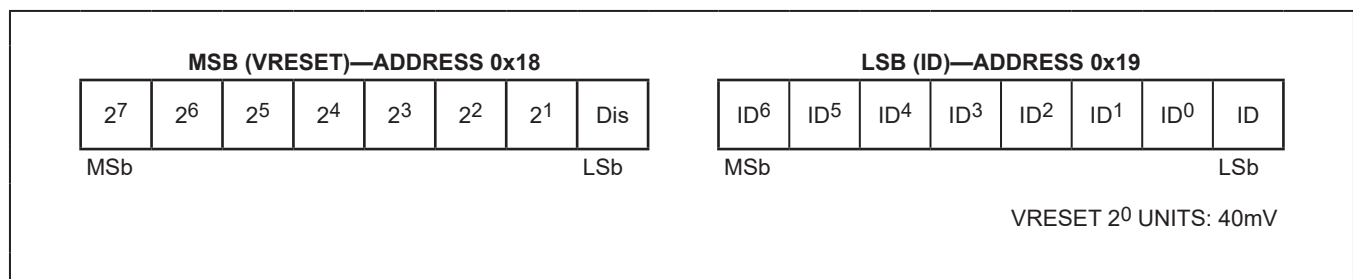 MSB (VRESET)—ADDRESS 0x18
2⁷ 2⁶ 2⁵ 2⁴ 2³ 2² 2¹ Dis
MSb LSb
LSB (ID)—ADDRESS 0x19
ID⁶ ID⁵ ID⁴ ID³ ID² ID¹ ID⁰ ID
MSb LSb
VRESET 2⁰ UNITS: 40mV